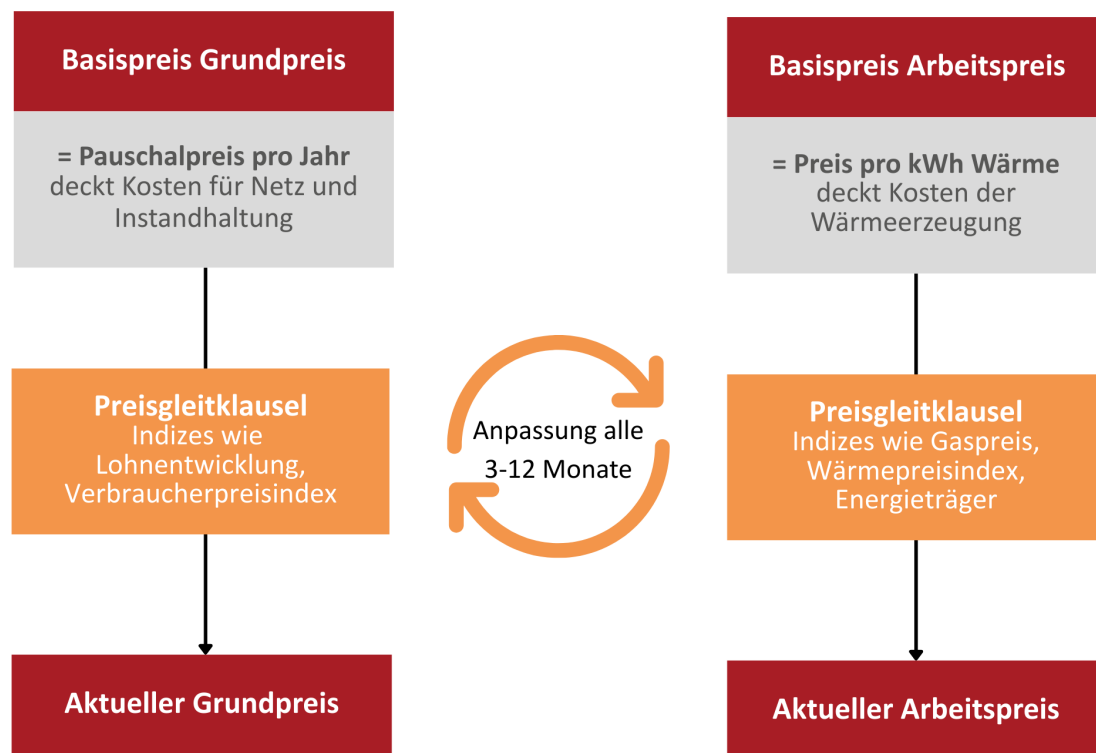 Basispreis Grundpreis
= Pauschalpreis pro Jahr
deckt Kosten für Netz und
Instandhaltung
Preisgleitklausel
Indizes wie
Lohnentwicklung,
Verbraucherpreisindex
Aktueller Grundpreis
Anpassung alle
3-12 Monate
Basispreis Arbeitspreis
= Preis pro kWh Wärme
deckt Kosten der
Wärmeerzeugung
Preisgleitklausel
Indizes wie Gaspreis,
Wärmepreisindex,
Energieträger
Aktueller Arbeitspreis